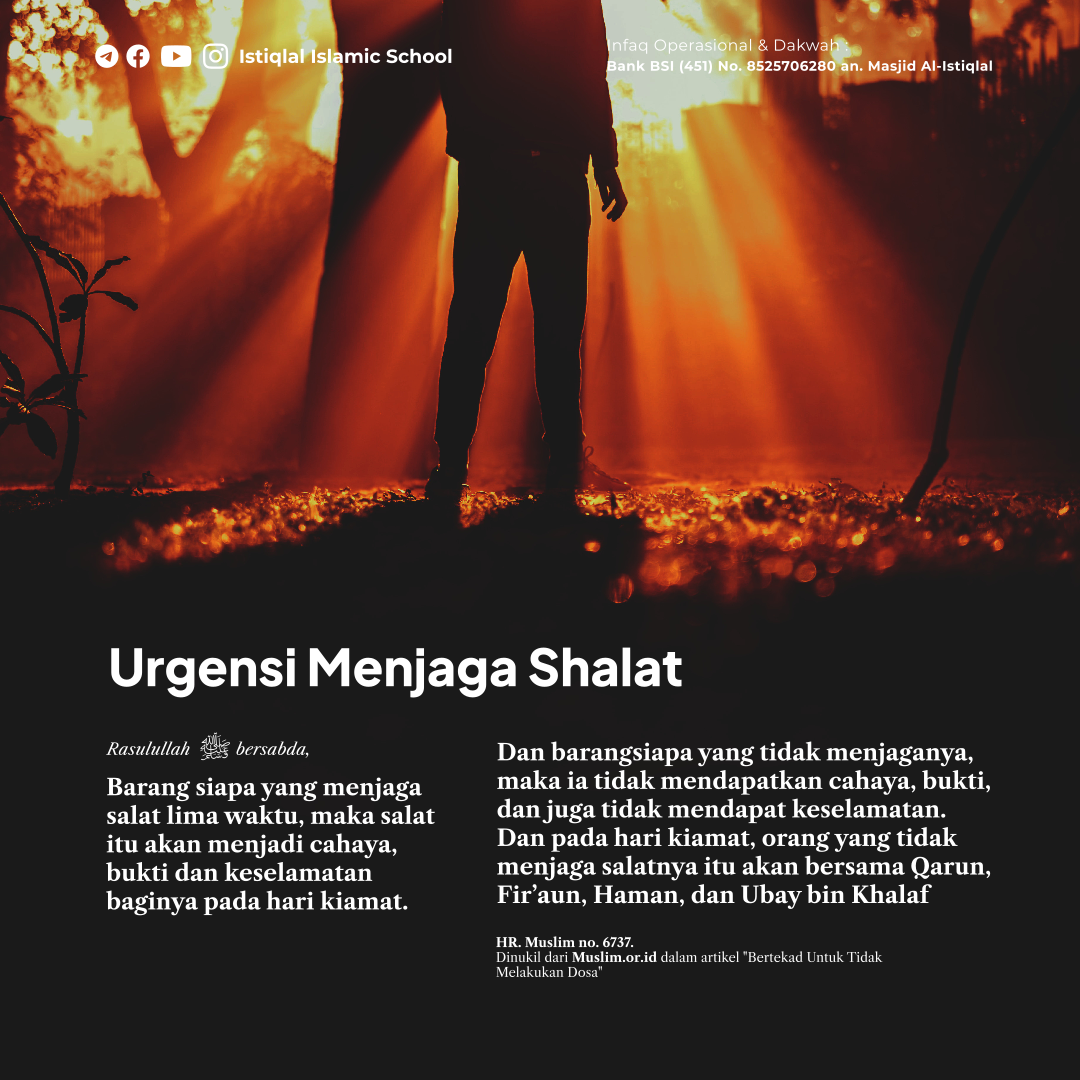 Istiqlal Islamic School
Infaq Operasional & Dakwah :
Bank BSI (451) No. 8525706280 an. Masjid Al-Istiqlal
Urgensi Menjaga Shalat
Rasulullah ﷺ bersabda,
Barang siapa yang menjaga
salat lima waktu, maka salat
itu akan menjadi cahaya,
bukti dan keselamatan
baginya pada hari kiamat.
Dan barangsiapa yang tidak menjaganya,
maka ia tidak mendapatkan cahaya, bukti,
dan juga tidak mendapat keselamatan.
Dan pada hari kiamat, orang yang tidak
menjaga salatnya itu akan bersama Qarun,
Fir’aun, Haman, dan Ubay bin Khalaf
HR. Muslim no. 6737.
Dinukil dari Muslim.or.id dalam artikel "Bertekad Untuk Tidak
Melakukan Dosa"